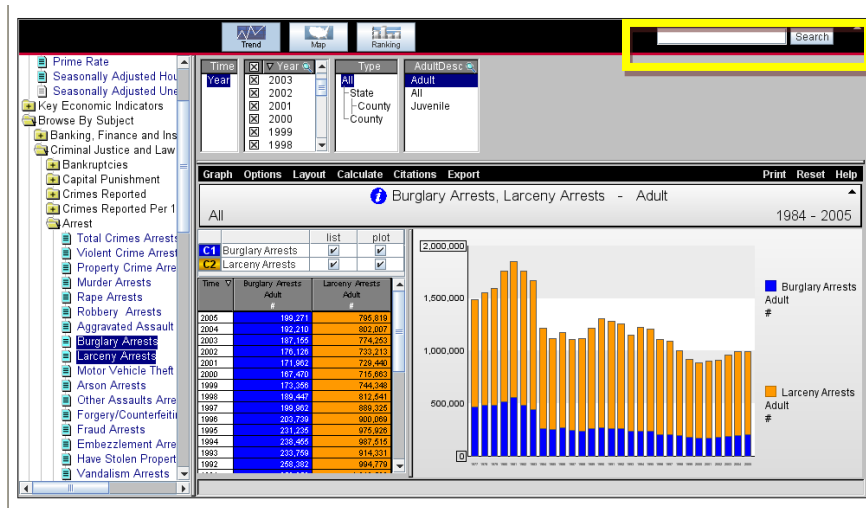 Trend Map Ranking Search
Prime Rate
Seasonally Adjusted Hou
Seasonally Adjusted Une
Key Economic Indicators
Browse By Subject
Banking, Finance and Ins
Criminal Justice and Law
Bankruptcies
Capital Punishment
Crimes Reported
Crimes Reported Per 1
Arrest
Total Crimes Arrests
Violent Crime Arrest
Property Crime Arre
Murder Arrests
Rape Arrests
Robbery Arrests
Aggravated Assault
Burglary Arrests
Larceny Arrests
Motor Vehicle Theft
Arson Arrests
Other Assaults Arre
Forgery/Counterfeitin
Fraud Arrests
Embezzlement Arre
Have Stolen Propert
Vandalism Arrests
Time Year Type AdultDesc
Year 2003 All Adult
2002 State All
2001 County Juvenile
2000 County
1999
1998
Graph Options Layout Calculate Citations Export Print Reset Help
Burglary Arrests, Larceny Arrests - Adult
All 1984 - 2005
list plot
C1 Burglary Arrests
C2 Larceny Arrests
Time Burglary Arrests Larceny Arrests
Adult Adult
# #
2005 199,271 795,819
2004 192,210 802,007
2003 187,155 774,253
2002 176,126 733,213
2001 171,962 729,440
2000 167,470 715,663
1999 173,356 744,348
1998 189,447 812,541
1997 199,962 889,325
1996 203,739 900,069
1995 231,235 975,926
1994 238,455 987,515
1993 233,759 914,331
1992 258,382 994,779
2,000,000
1,500,000
1,000,000
500,000
0
Burglary Arrests
Adult
#
Larceny Arrests
Adult
#